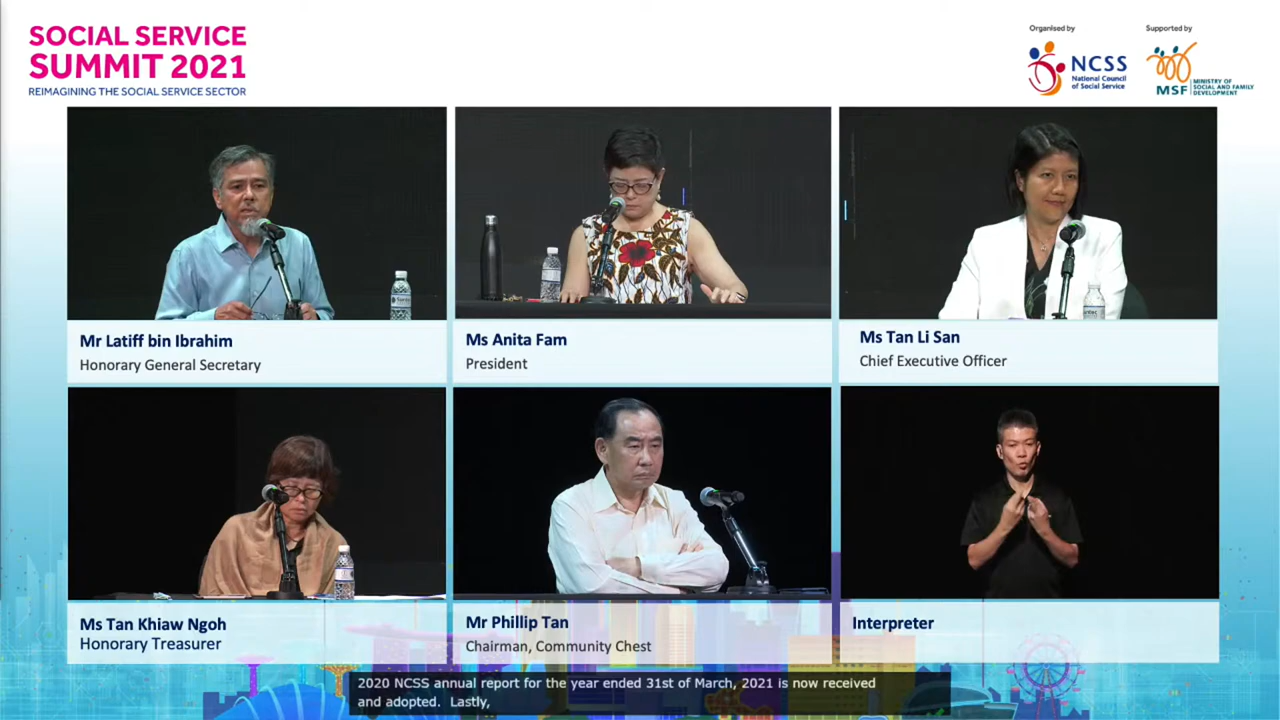 SOCIAL SERVICE
SUMMIT 2021
REIMAGINING THE SOCIAL SERVICE SECTOR
Organised by
NCSS
National Council
of Social Service
Supported by
MSF
MINISTRY OF
SOCIAL AND FAMILY
DEVELOPMENT
Mr Latiff bin Ibrahim
Honorary General Secretary
Ms Anita Fam
President
Ms Tan Li San
Chief Executive Officer
Ms Tan Khiaw Ngoh
Honorary Treasurer
Mr Phillip Tan
Chairman, Community Chest
Interpreter
2020 NCSS annual report for the year ended 31st of March, 2021 is now received
and adopted. Lastly,